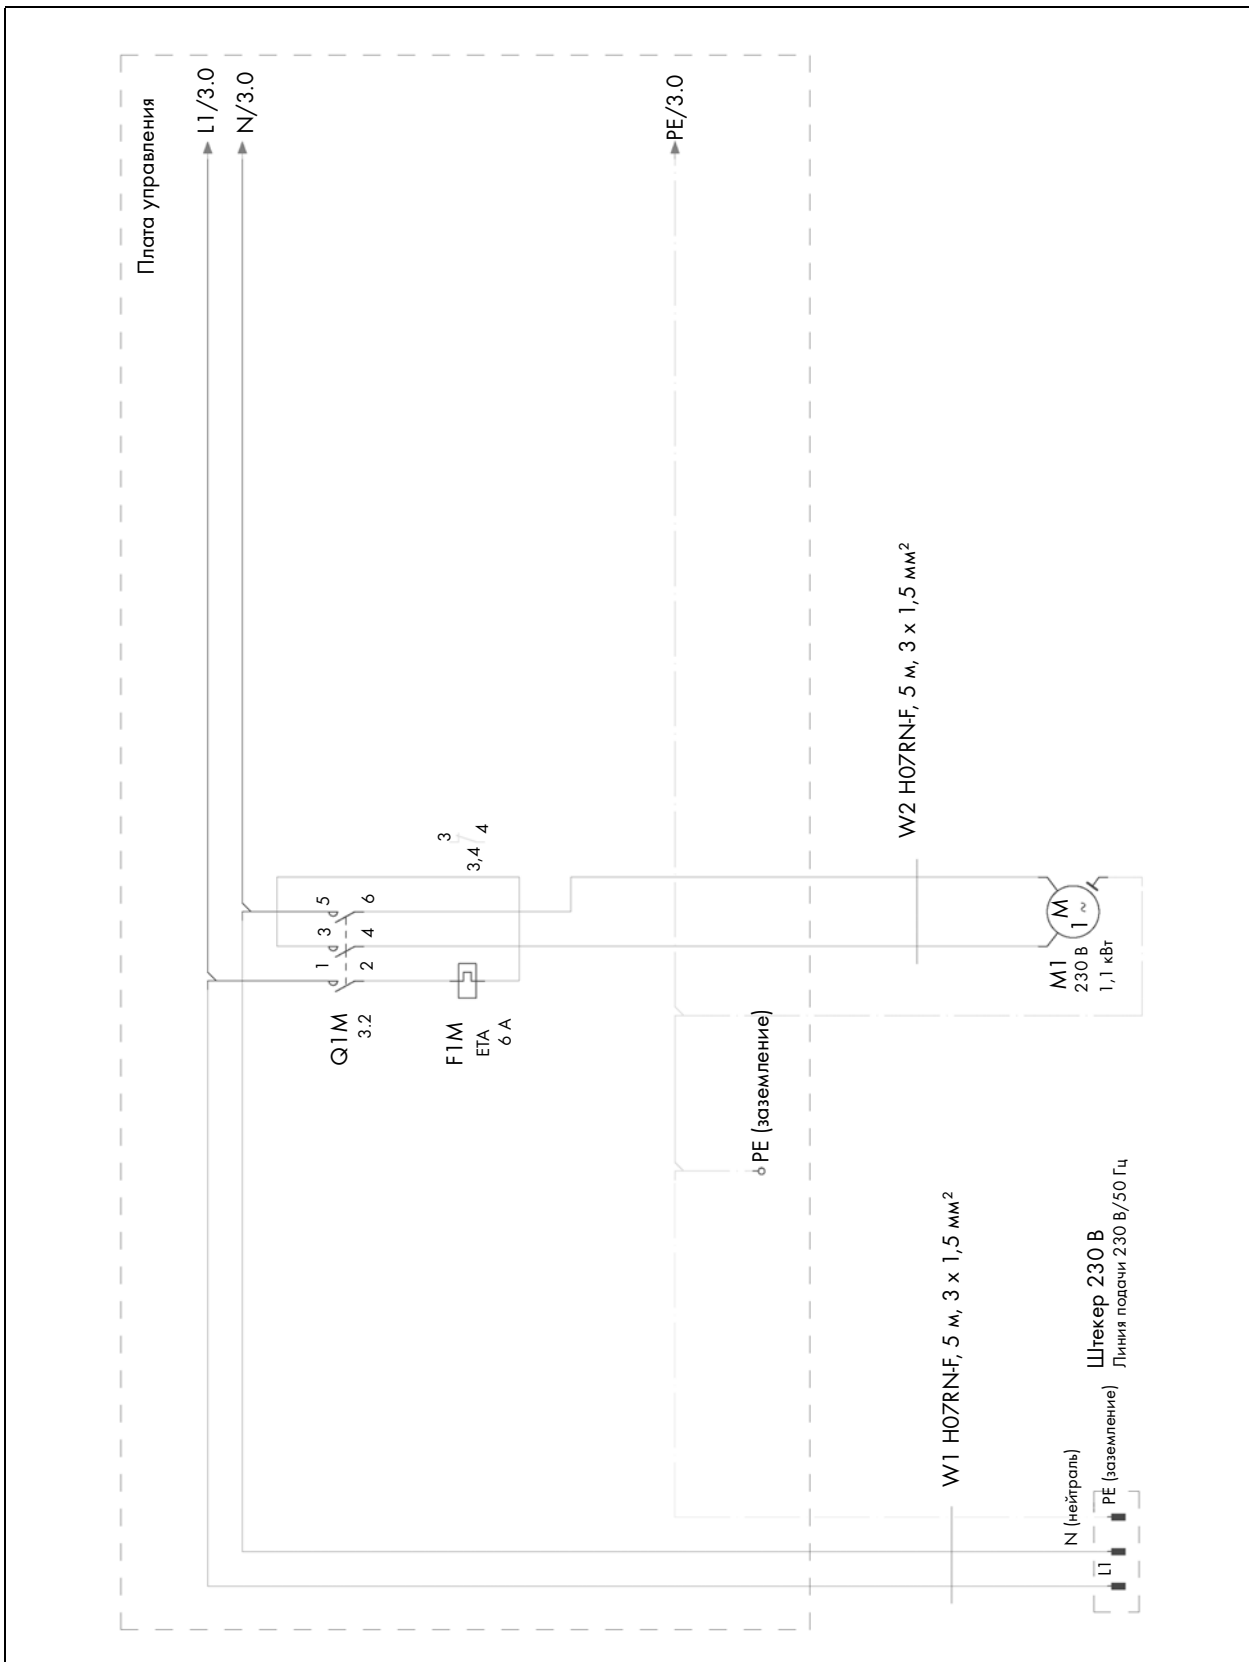 Плата управления
L1/3.0
N/3.0
PE/3.0
1
3
5
2
4
6
Q1M
3.2
F1M
ETA
6 A
3
3,4
4
PE (заземление)
W1 H07RN-F, 5 м, 3 x 1,5 мм²
W2 H07RN-F, 5 м, 3 x 1,5 мм²
M
1 ~
M1
230 В
1,1 кВт
L1
N (нейтраль)
PE (заземление)
Штекер 230 В
Линия подачи 230 В/50 Гц